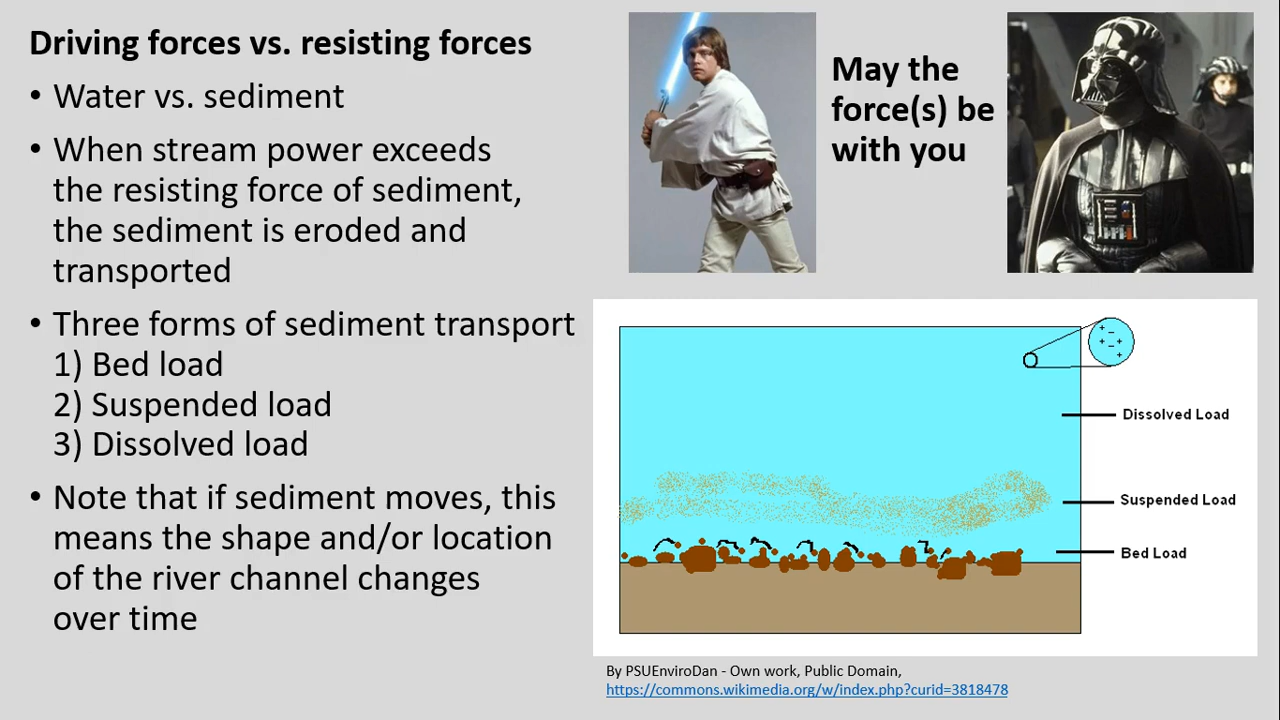 Driving forces vs. resisting forces
• Water vs. sediment
• When stream power exceeds
the resisting force of sediment,
the sediment is eroded and
transported
• Three forms of sediment transport
1) Bed load
2) Suspended load
3) Dissolved load
• Note that if sediment moves, this
means the shape and/or location
of the river channel changes
over time
May the
force(s) be
with you
Dissolved Load
Suspended Load
Bed Load
By PSUEnviroDan - Own work, Public Domain,
https://commons.wikimedia.org/w/index.php?curid=3818478